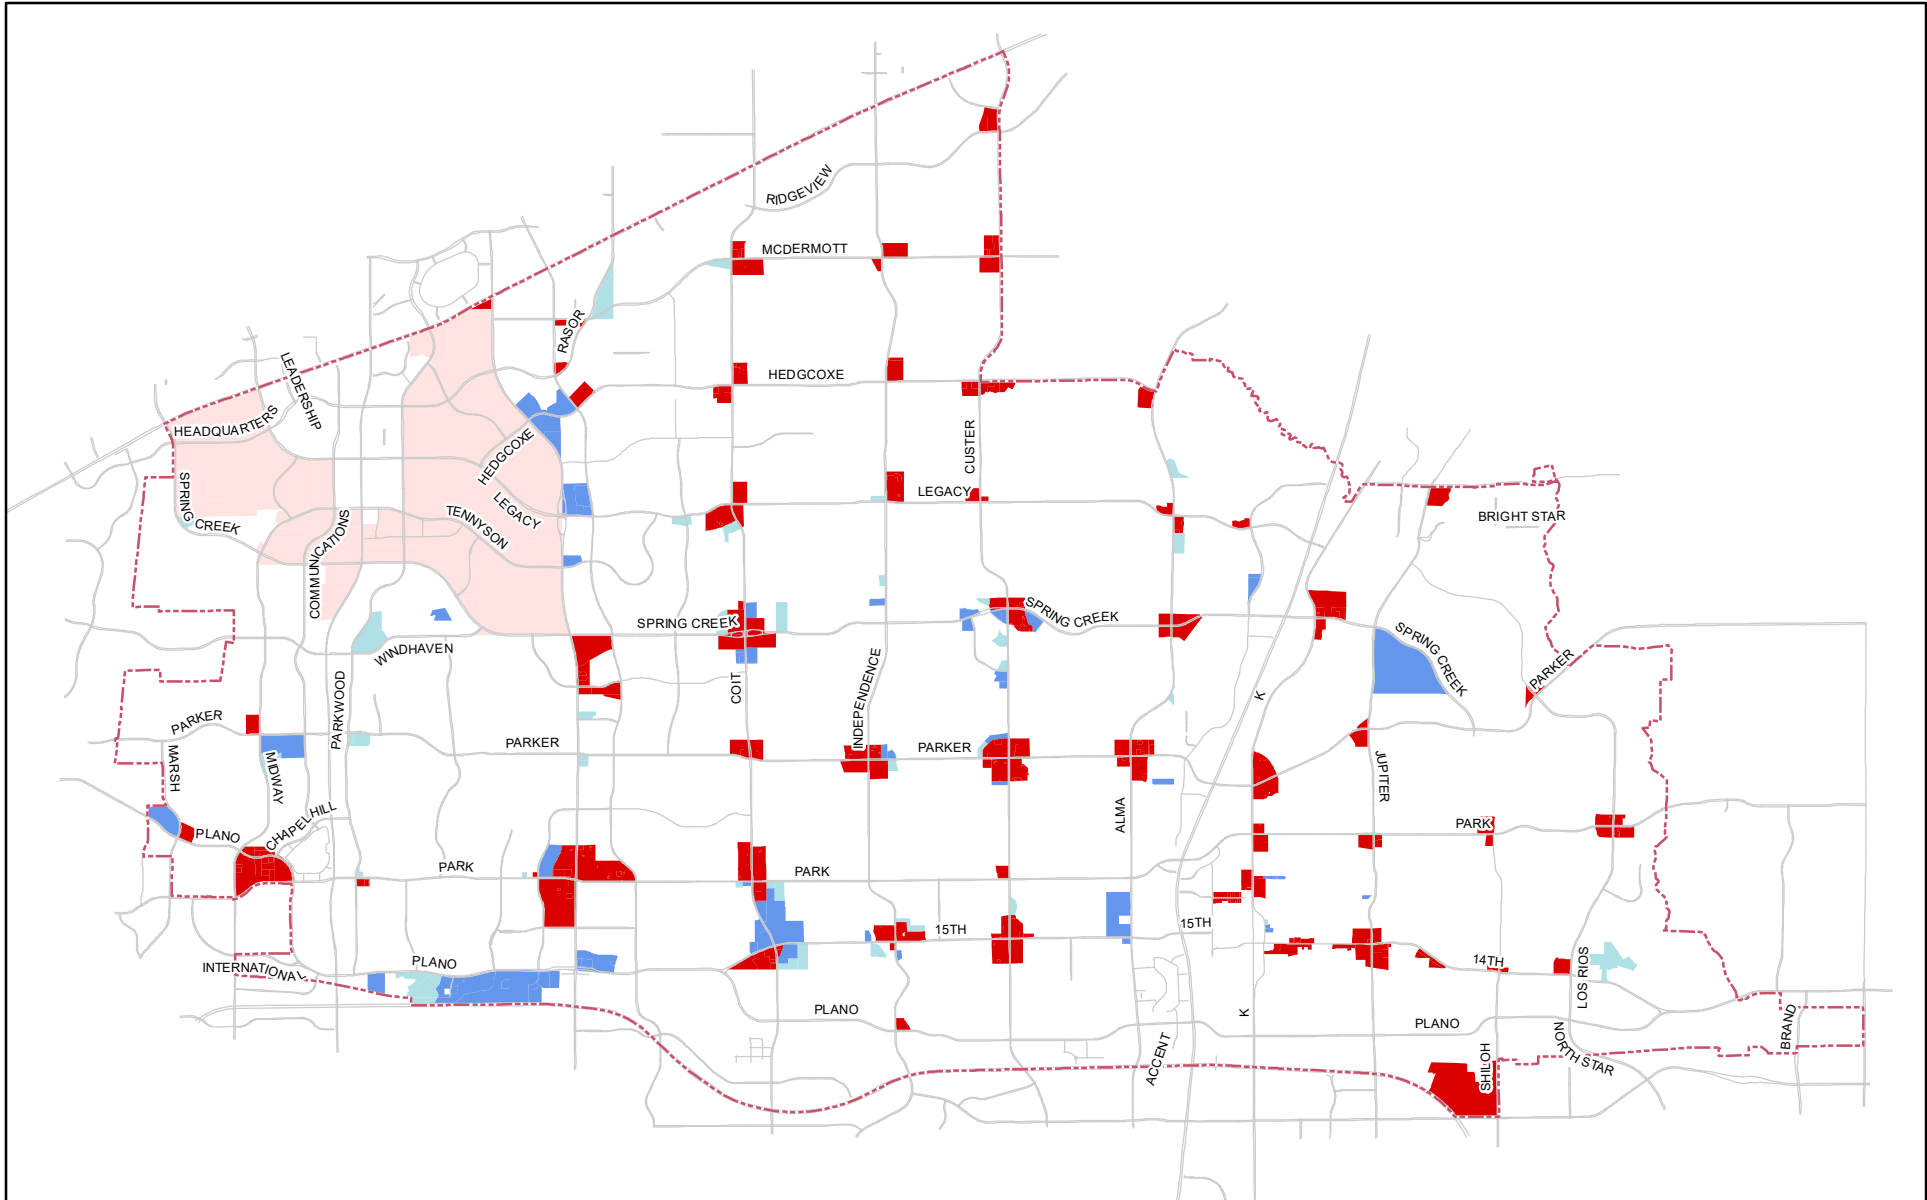 RIDGEVIEW
MCDERMOTT
RASOR
LEADERSHIP
HEDGCOXE
HEADQUARTERS
HEDGCOXE
CUSTER
SPRING CREEK
LEGACY
LEGACY
TENNYSON
BRIGHT STAR
COMMUNICATIONS
SPRING CREEK
SPRING CREEK
SPRING CREEK
WINDHAVEN
PARKER
COIT
INDEPENDENCE
K
PARKWOOD
PARKER
PARKER
PARKER
MARSH
MIDWAY
JUPITER
ALMA
CHAPEL HILL
PLANO
PARK
PARK
PARK
15TH
15TH
14TH
INTERNATIONAL
PLANO
LOS RIOS
PLANO
K
PLANO
BRAND
ACCENT
SHILOH
NORTH STAR